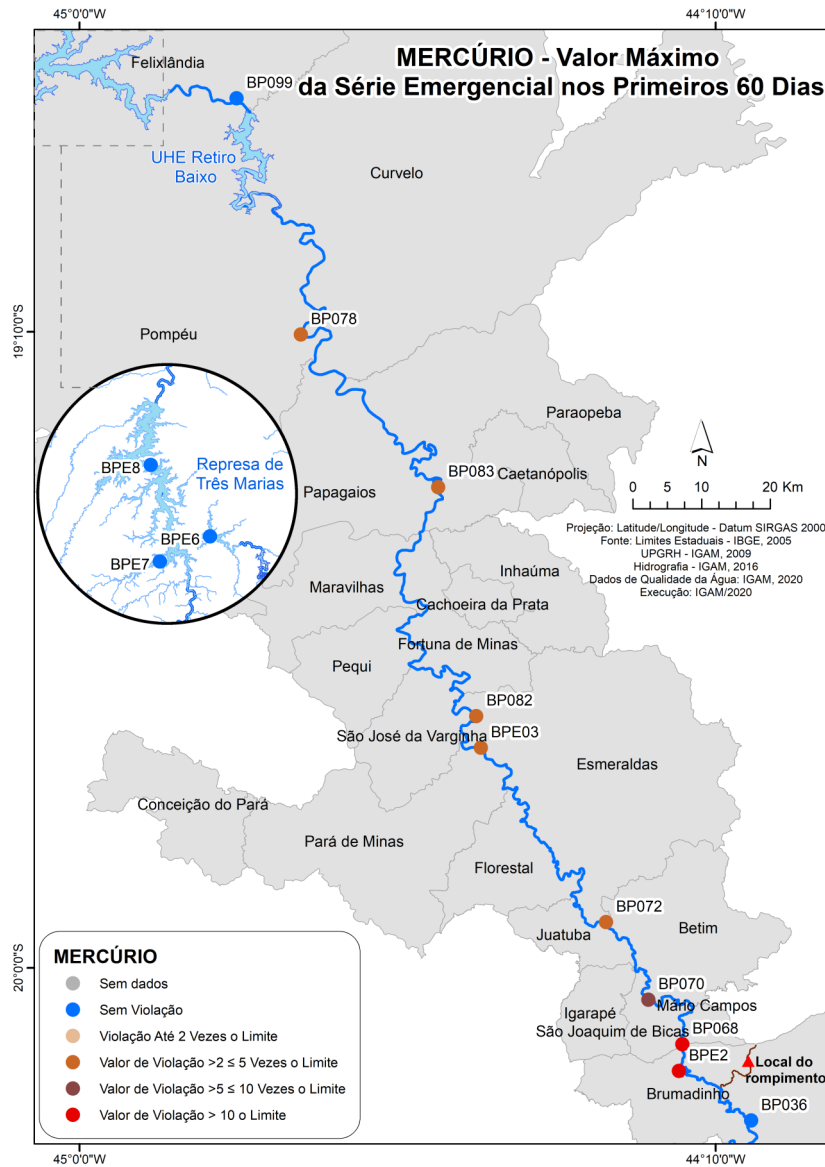 45°0'0"W
44°10'0"W
MERCÚRIO - Valor Máximo
da Série Emergencial nos Primeiros 60 Dias
Felixlândia
BP099
UHE Retiro
Baixo
Curvelo
19°10'0"S
BP078
Pompéu
Paraopeba
BP083
Caetanópolis
N
0 5 10 20 Km
BPE8
Represa de
Três Marias
Papagaios
BPE6
BPE7
Projeção: Latitude/Longitude - Datum SIRGAS 2000
Fonte: Limites Estaduais - IBGE, 2005
UPGRH - IGAM, 2009
Hidrografia - IGAM, 2016
Dados de Qualidade da Água: IGAM, 2020
Execução: IGAM/2020
Inhaúma
Maravilhas
Cachoeira da Prata
Fortuna de Minas
Pequi
BP082
São José da Varginha
BPE03
Esmeraldas
Conceição do Pará
Pará de Minas
Florestal
BP072
Juatuba
Betim
20°0'0"S
BP070
Mário Campos
Igarapé
São Joaquim de Bicas
BP068
BPE2
Local do
rompimento
Brumadinho
BP036
MERCÚRIO
Sem dados
Sem Violação
Violação Até 2 Vezes o Limite
Valor de Violação >2 ≤ 5 Vezes o Limite
Valor de Violação >5 ≤ 10 Vezes o Limite
Valor de Violação > 10 o Limite
45°0'0"W
44°10'0"W